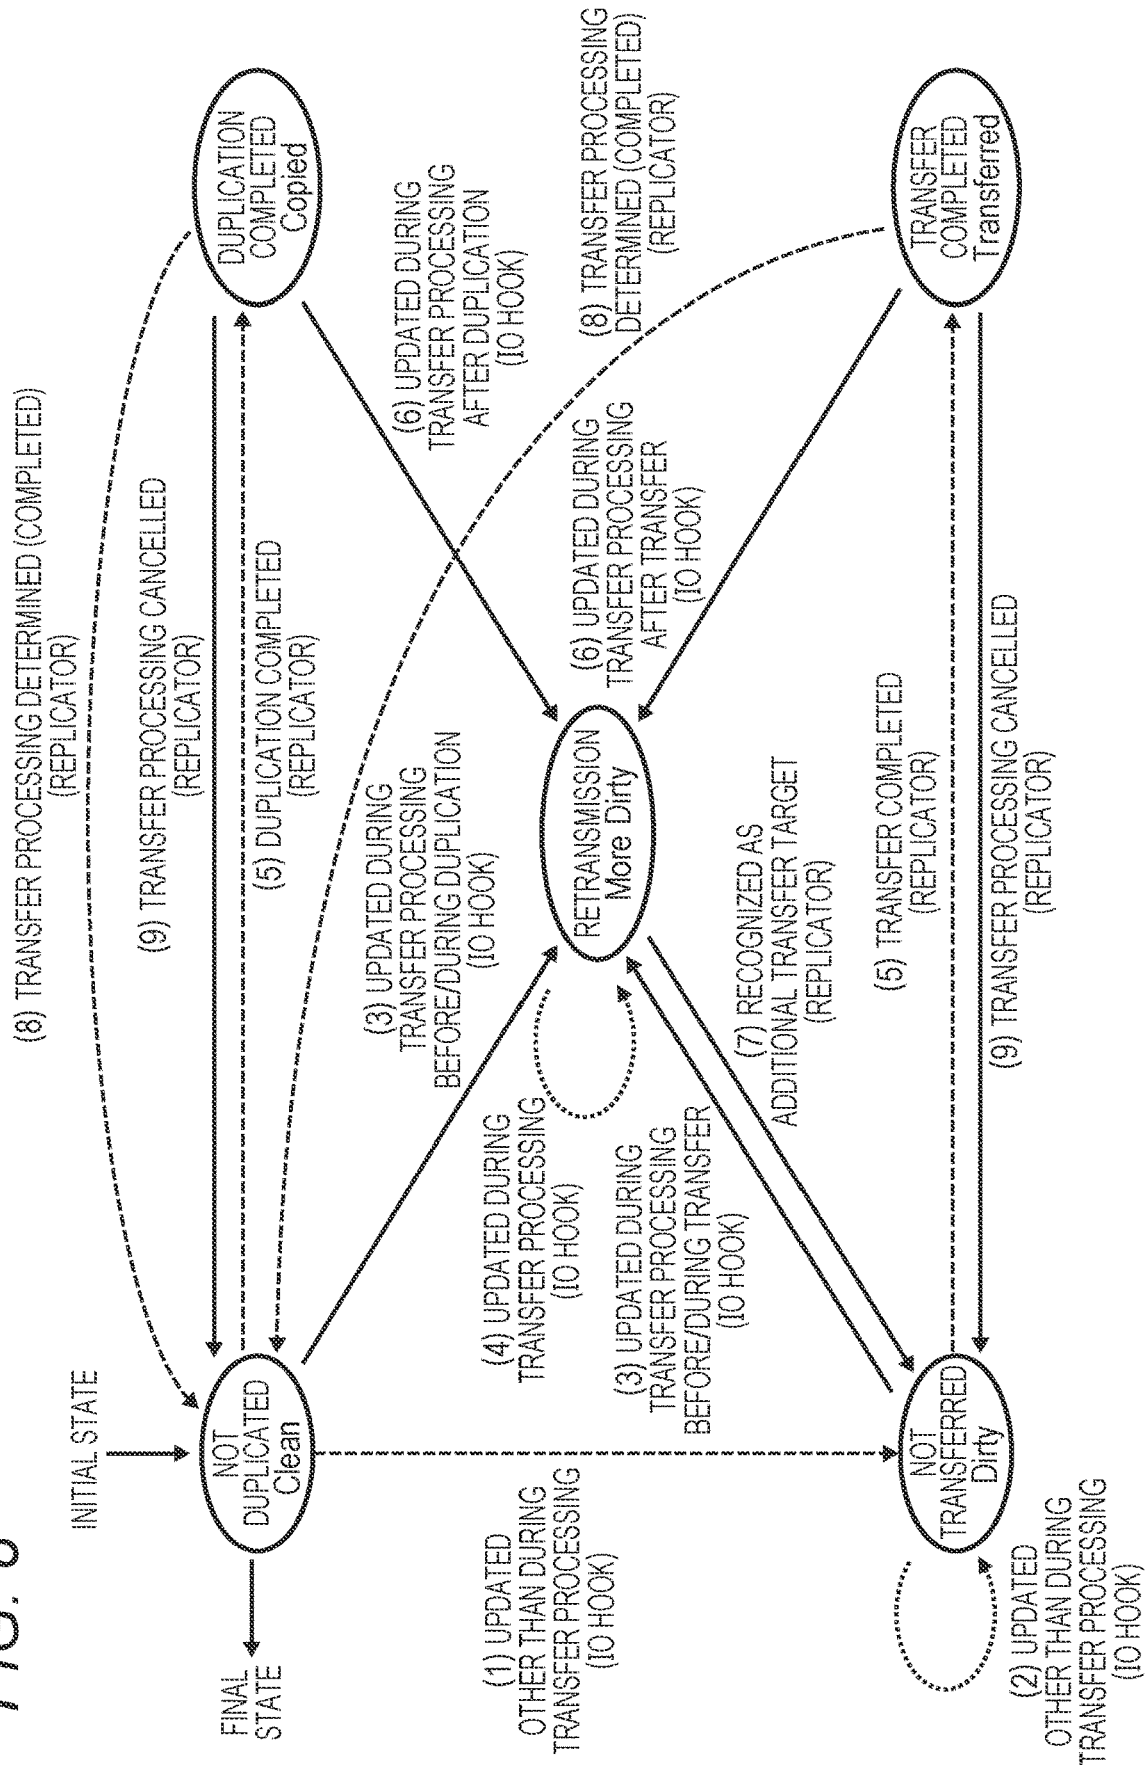 FIG.
(8) TRANSFER PROCESSING DETERMINED (COMPLETED)
(REPLICATOR)
INITIAL STATE
(9) TRANSFER PROCESSING CANCELLED
(REPLICATOR)
FINAL
STATE
NOT
DUPLICATED
Clean
(5) DUPLICATION COMPLETED
(REPLICATOR)
DUPLICATION
COMPLETED
Copied
(3) UPDATED DURING
TRANSFER PROCESSING
BEFORE/DURING DUPLICATION
(IO HOOK)
(6) UPDATED DURING
TRANSFER PROCESSING
AFTER DUPLICATION
(IO HOOK)
(1) UPDATED
OTHER THAN DURING
TRANSFER PROCESSING
(IO HOOK)
(4) UPDATED DURING
TRANSFER PROCESSING
(IO HOOK)
RETRANSMISSION
More Dirty
(6) UPDATED DURING
TRANSFER PROCESSING
AFTER TRANSFER
(IO HOOK)
(8) TRANSFER PROCESSING
DETERMINED (COMPLETED)
(REPLICATOR)
(3) UPDATED DURING
TRANSFER PROCESSING
BEFORE/DURING TRANSFER
(IO HOOK)
(7) RECOGNIZED AS
ADDITIONAL TRANSFER TARGET
(REPLICATOR)
(5) TRANSFER COMPLETED
(REPLICATOR)
NOT
TRANSFERRED
Dirty
TRANSFER
COMPLETED
Transferred
(9) TRANSFER PROCESSING CANCELLED
(REPLICATOR)
(2) UPDATED
OTHER THAN DURING
TRANSFER PROCESSING
(IO HOOK)